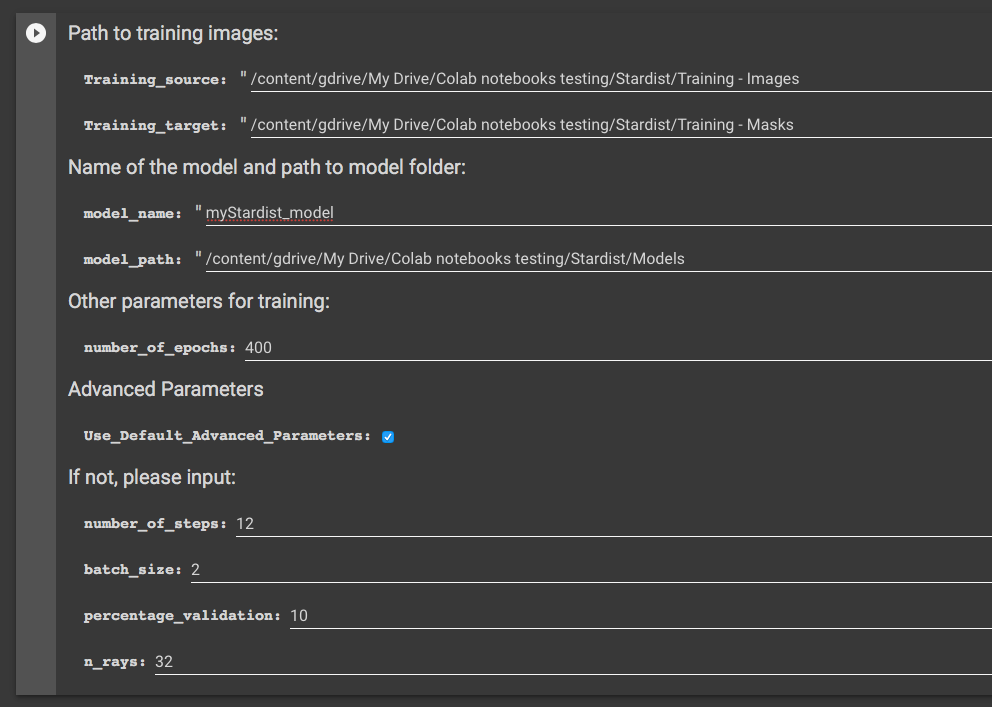 Path to training images:
Training_source: " /content/gdrive/My Drive/Colab notebooks testing/Stardist/Training - Images
Training_target: " /content/gdrive/My Drive/Colab notebooks testing/Stardist/Training - Masks
Name of the model and path to model folder:
model_name: " myStardist_model
model_path: " /content/gdrive/My Drive/Colab notebooks testing/Stardist/Models
Other parameters for training:
number_of_epochs: 400
Advanced Parameters
Use_Default_Advanced_Parameters:
If not, please input:
number_of_steps: 12
batch_size: 2
percentage_validation: 10
n_rays: 32